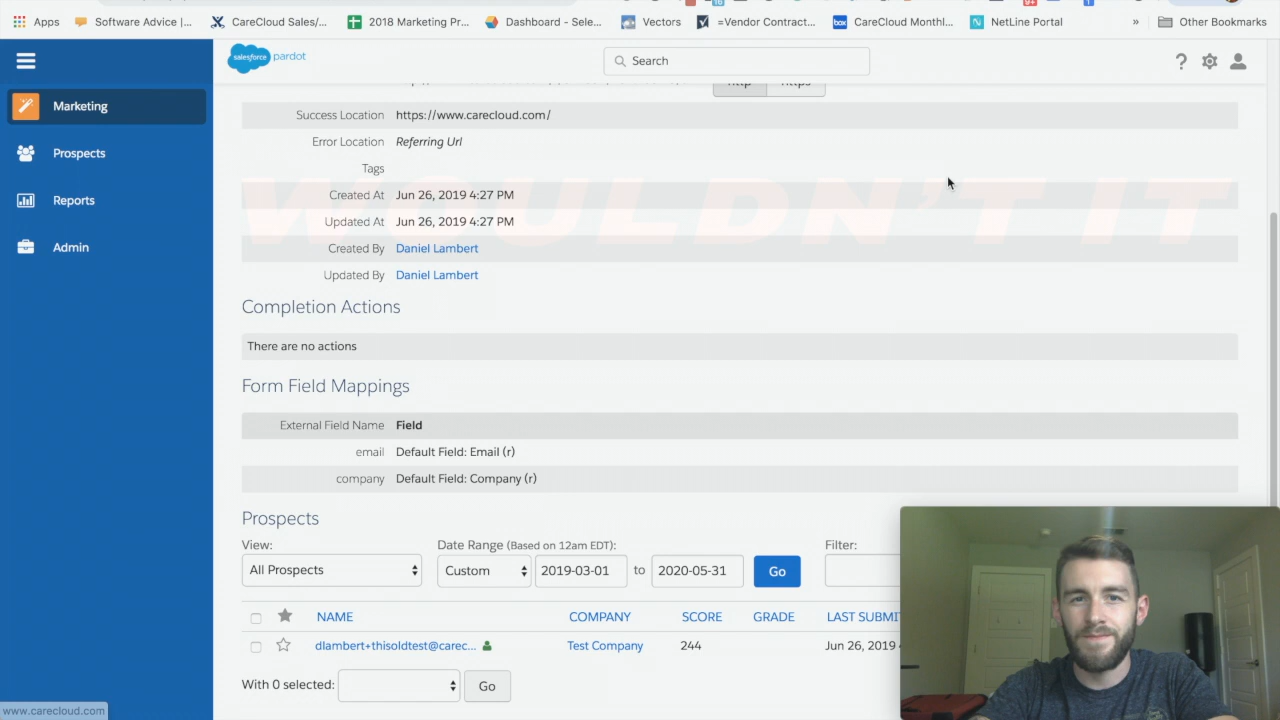 Apps Software Advice |... CareCloud Sales/... 2018 Marketing Pr... Dashboard - Sele... Vectors =Vendor Contract... CareCloud Monthl... NetLine Portal » Other Bookmarks
salesforce pardot Search ?
Marketing
Prospects
Reports
Admin
http https
Success Location https://www.carecloud.com/
Error Location Referring Url
Tags
Created At Jun 26, 2019 4:27 PM
Updated At Jun 26, 2019 4:27 PM
WOULDN'T IT
Created By Daniel Lambert
Updated By Daniel Lambert
Completion Actions
There are no actions
Form Field Mappings
External Field Name Field
email Default Field: Email (r)
company Default Field: Company (r)
Prospects
View: Date Range (Based on 12am EDT): Filter:
All Prospects Custom 2019-03-01 to 2020-05-31 Go
NAME COMPANY SCORE GRADE LAST SUBMI
dlambert+thisoldtest@carec... Test Company 244 Jun 26, 2019
With 0 selected: Go
www.carecloud.com